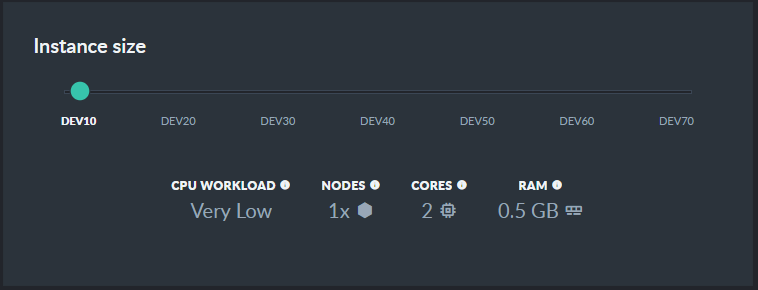 Instance size
DEV10 DEV20 DEV30 DEV40 DEV50 DEV60 DEV70
CPU WORKLOAD NODES CORES RAM
Very Low 1x 2 0.5 GB